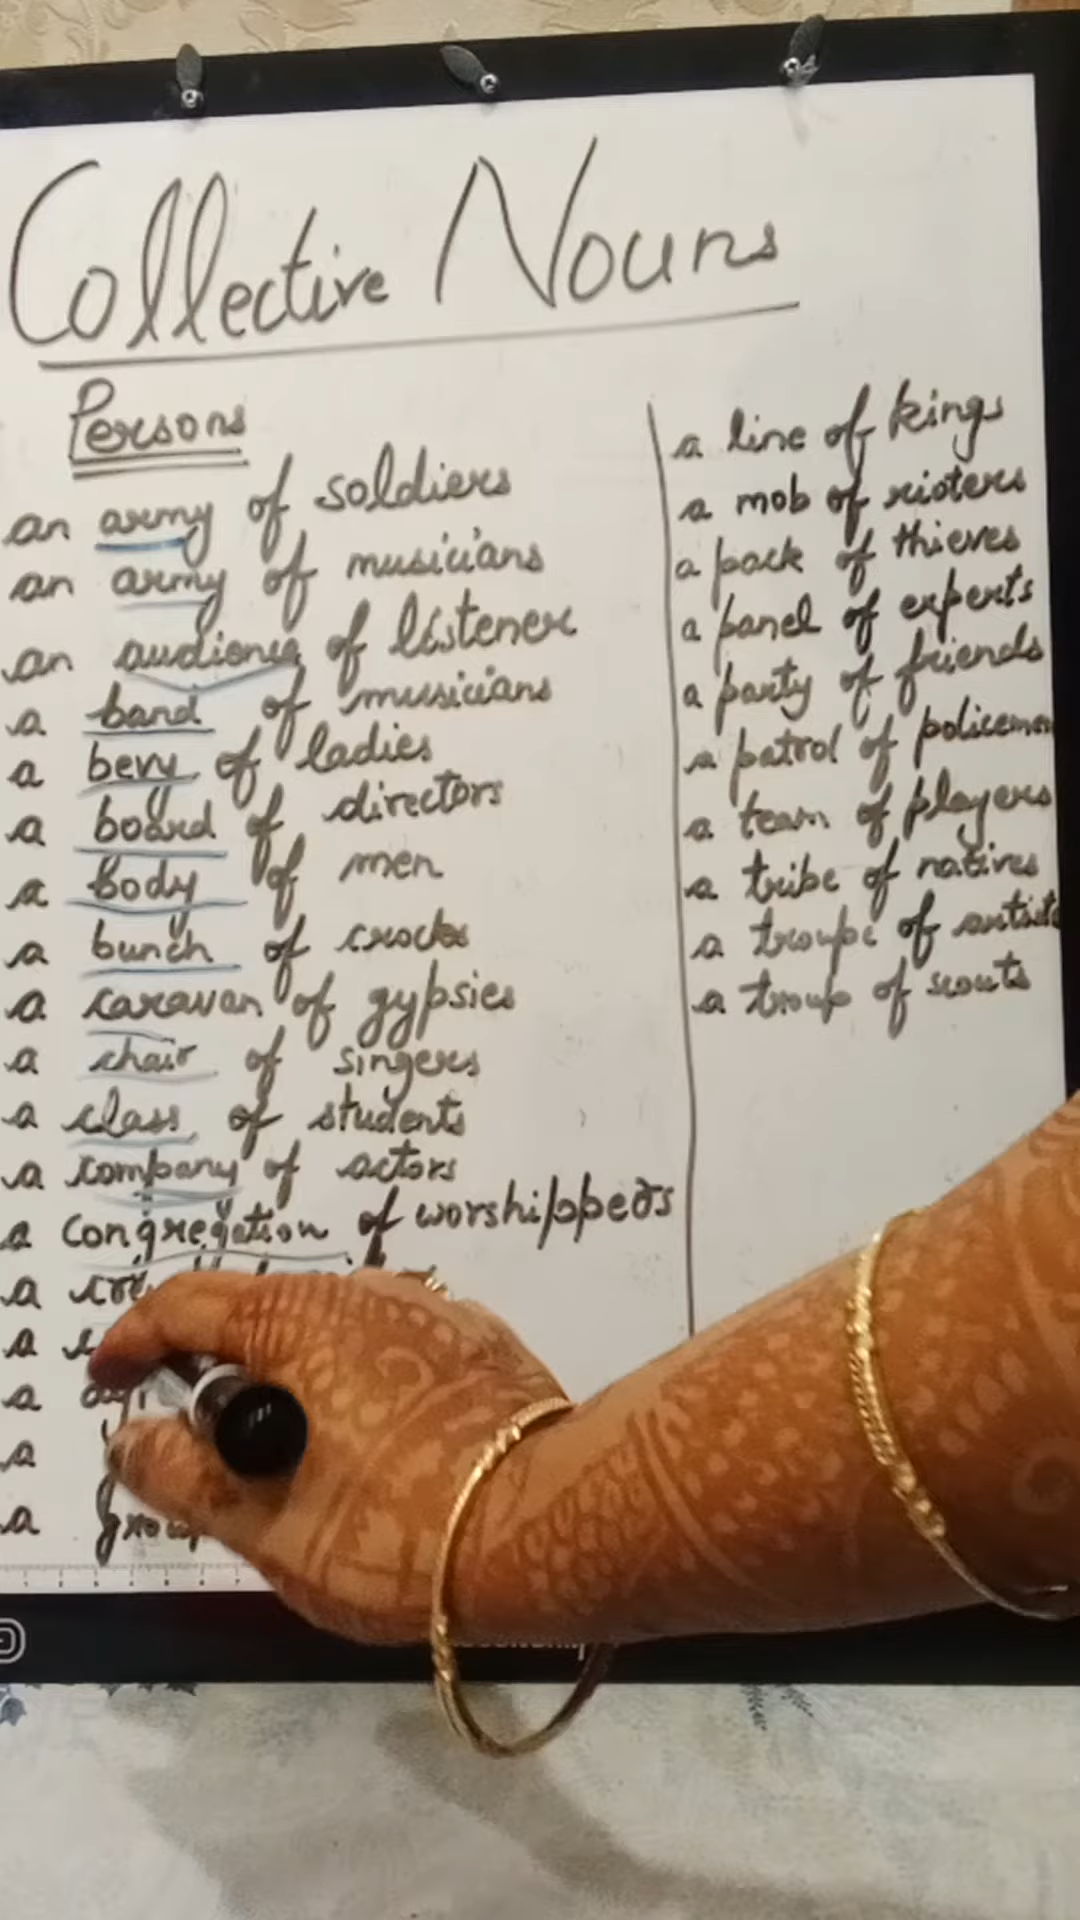 Collective Nouns
Persons
an army of soldiers
an army of musicians
an audience of listener
a band of musicians
a bevy of ladies
a board of directors
a body of men
a bunch of
a caravan of gypsies
a chair of singers
a class of students
a company of actors
a congregation of worshippers
a
a
a
a
a
a line of kings
a mob of rioters
a pack of thieves
a panel of experts
a party of friends
a patrol of policemen
a team of players
a tribe of natives
a troupe of artists
a troup of scouts